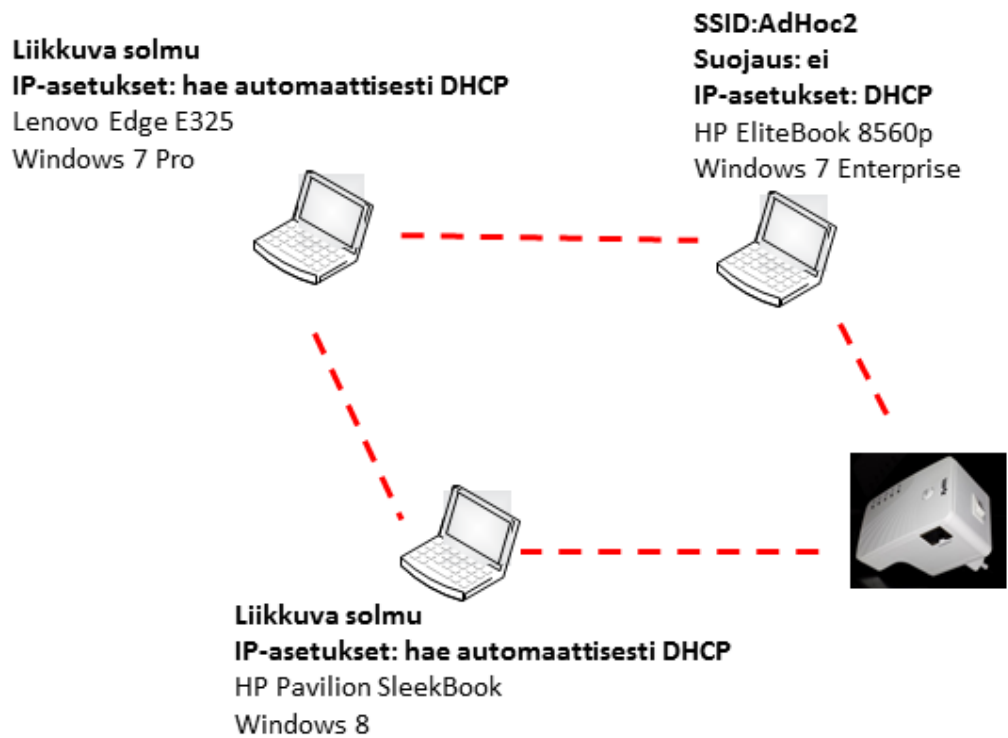 Liikkuva solmu
IP-asetukset: hae automaattisesti DHCP
Lenovo Edge E325
Windows 7 Pro
SSID:AdHoc2
Suojaus: ei
IP-asetukset: DHCP
HP EliteBook 8560p
Windows 7 Enterprise
Liikkuva solmu
IP-asetukset: hae automaattisesti DHCP
HP Pavilion SleekBook
Windows 8